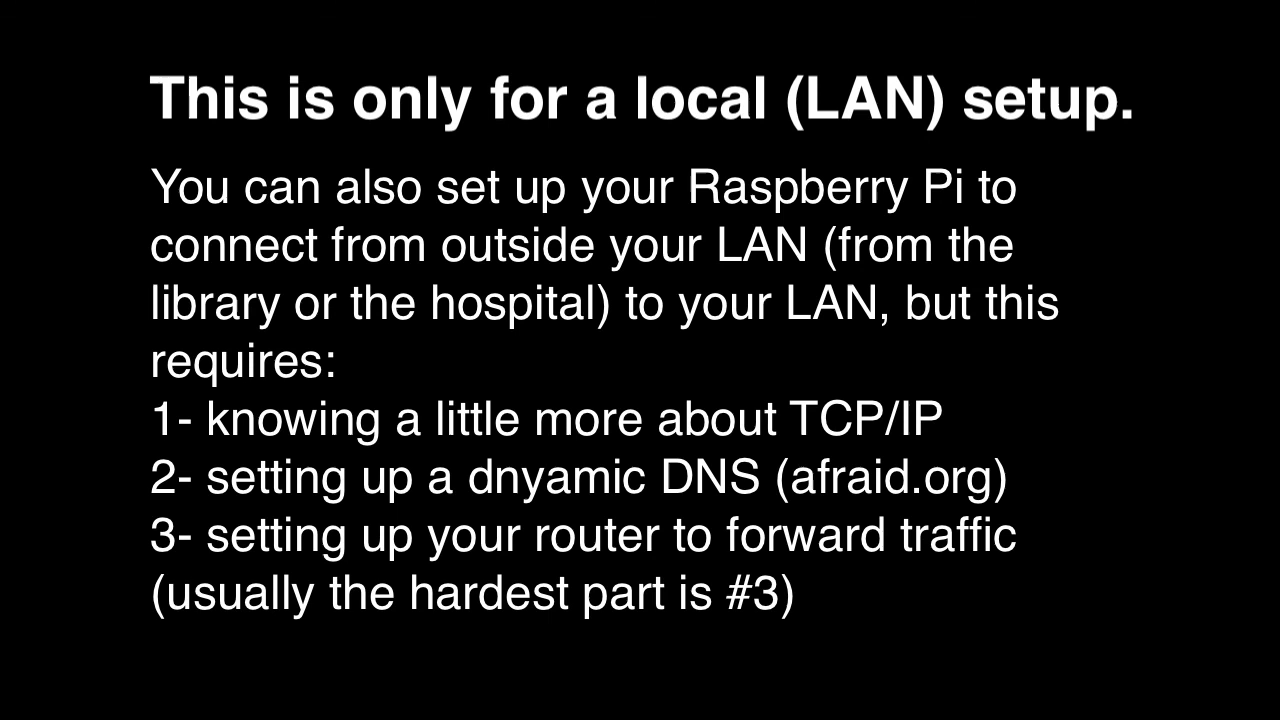 This is only for a local (LAN) setup.
You can also set up your Raspberry Pi to
connect from outside your LAN (from the
library or the hospital) to your LAN, but this
requires:
1- knowing a little more about TCP/IP
2- setting up a dnyamic DNS (afraid.org)
3- setting up your router to forward traffic
(usually the hardest part is #3)